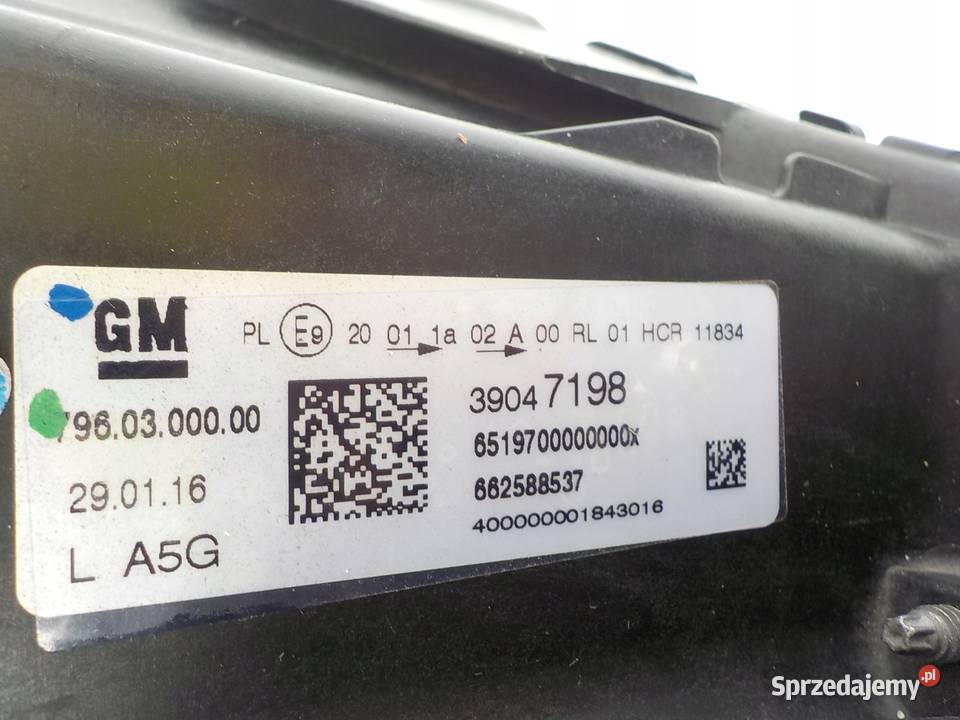 GM
PL E9 20 01 1a 02 A 00 RL 01 HCR 11834
39047198
96.03.000.00
6519700000000x
29.01.16
662588537
400000001843016
L A5G
Sprzedajemy.pl